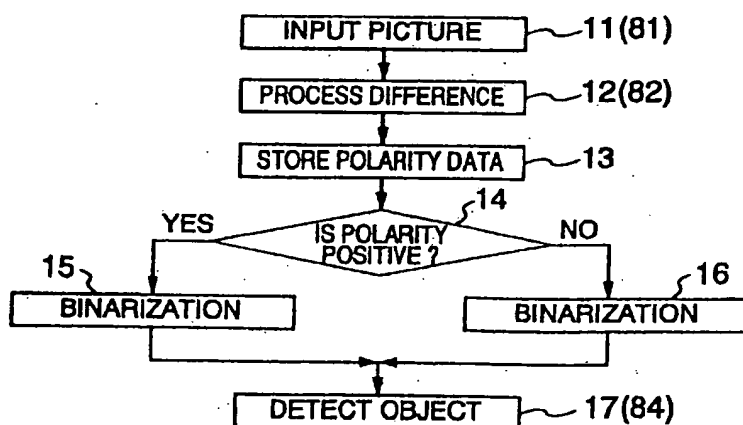 INPUT PICTURE 11(81)
PROCESS DIFFERENCE 12(82)
STORE POLARITY DATA 13
14
YES IS POLARITY NO
POSITIVE ?
15 16
BINARIZATION BINARIZATION
DETECT OBJECT 17(84)